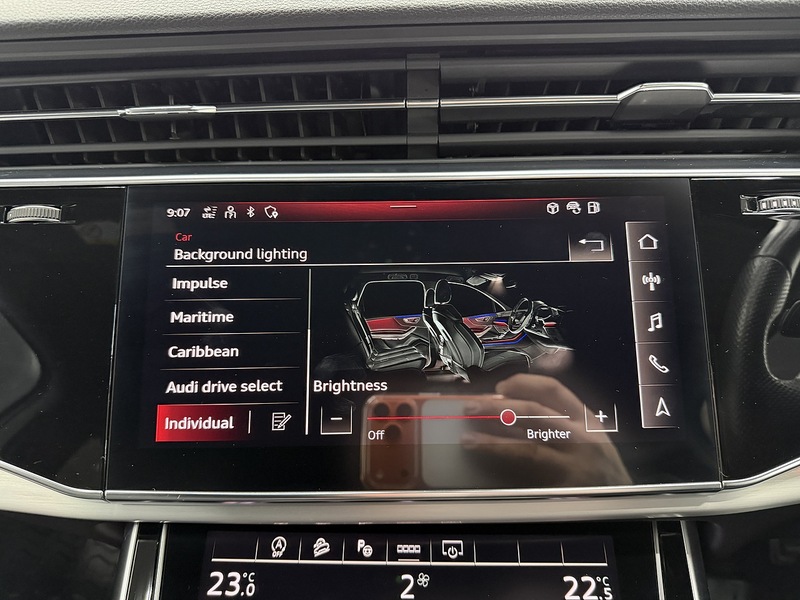 9:07
Car
Background lighting
Impulse
Maritime
Caribbean
Audi drive select
Individual
Brightness
- +
Off Brighter
A OFF P
23.0 °C 2 22.5 °C